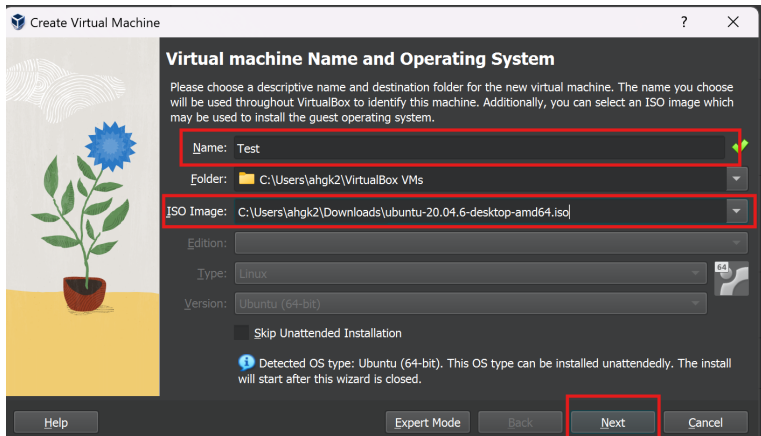 Create Virtual Machine
?
Virtual machine Name and Operating System
Please choose a descriptive name and destination folder for the new virtual machine. The name you choose
will be used throughout VirtualBox to identify this machine. Additionally, you can select an ISO image which
may be used to install the guest operating system.
Name: Test
Folder: C:\Users\ahgk2\VirtualBox VMs
ISO Image: C:\Users\ahgk2\Downloads\ubuntu-20.04.6-desktop-amd64.iso
Edition:
Type: Linux
64
Version: Ubuntu (64-bit)
Skip Unattended Installation
Detected OS type: Ubuntu (64-bit). This OS type can be installed unattendedly. The install
will start after this wizard is closed.
Help Expert Mode Back Next Cancel